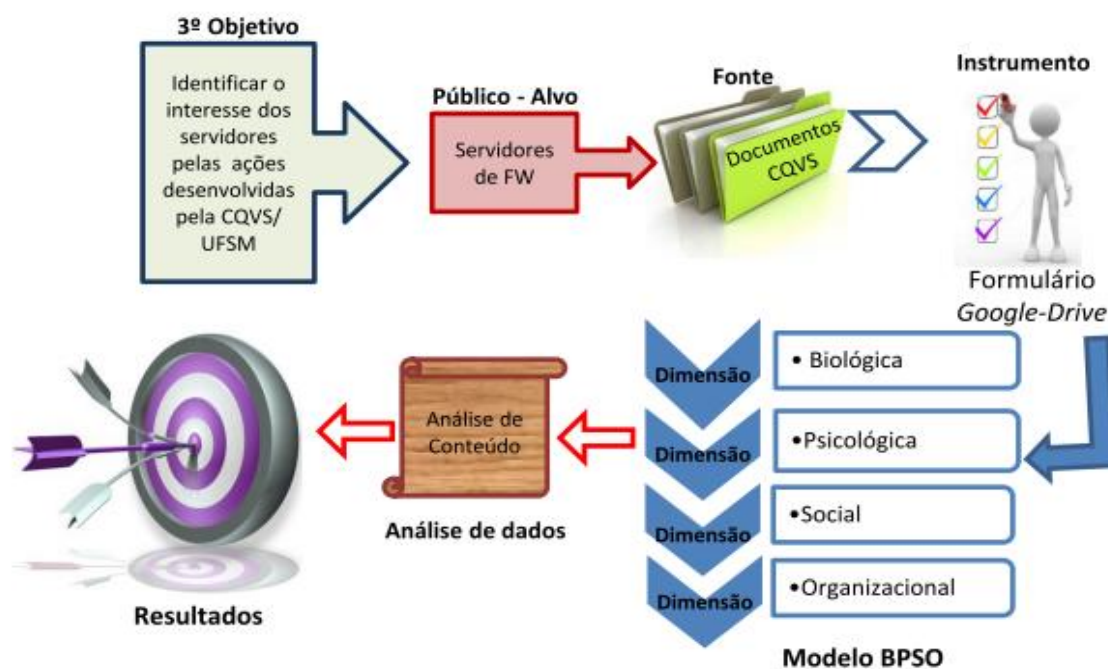 3º Objetivo
Identificar o
interesse dos
servidores
pelas ações
desenvolvidas
pela CQVS/
UFSM
Público - Alvo
Servidores
de FW
Fonte
Documentos
CQVS
Instrumento
Formulário
Google-Drive
Dimensão
• Biológica
Dimensão
•Psicológica
Dimensão
•Social
Dimensão
•Organizacional
Modelo BPSO
Análise de
Conteúdo
Análise de dados
Resultados